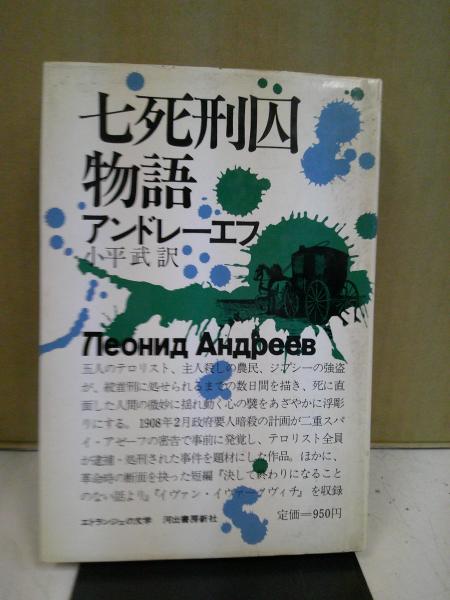 七死刑囚
物語
アンドレーエフ
小平武訳
Леонид Андреев
五人のテロリスト、主人殺しの農民、ジプシーの強盗
が、絞首刑に処せられるまでの数日間を描き、死に直
面した人間の微妙に揺れ動く心の襞をあざやかに浮彫
りにする。1908年2月政府要人暗殺の計画が二重スパ
イ・アゼーフの密告で事前に発覚し、テロリスト全員
が逮捕・処刑された事件を題材にした作品。ほかに、
革命時の断面を抉った短編『決して終わりになること
のない話より』『イヴァン・イヴァーノヴィチ』を収録
エトランジェの文学 河出書房新社 定価=950円